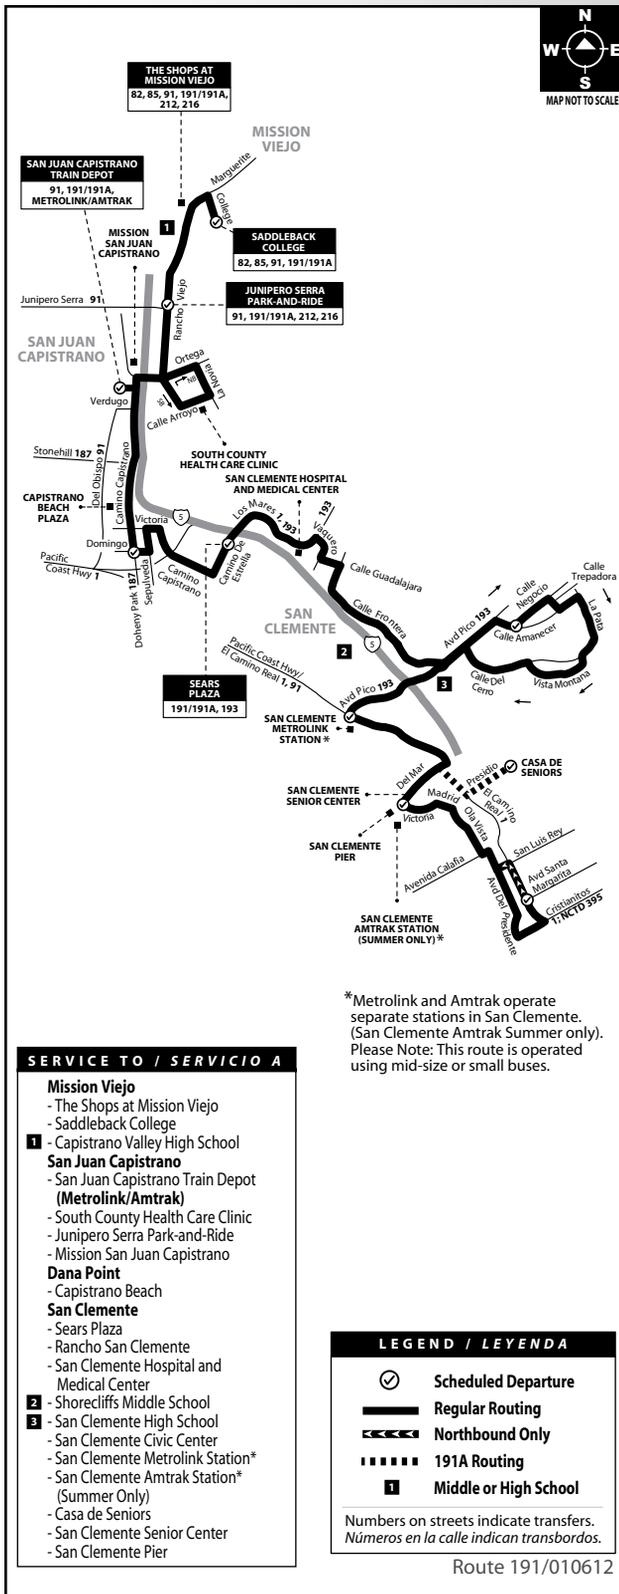 N
W E
S
MAP NOT TO SCALE
THE SHOPS AT
MISSION VIEJO
82, 85, 91, 191/191A,
212, 216
MISSION
VIEJO
SAN JUAN CAPISTRANO
TRAIN DEPOT
91, 191/191A,
METROLINK/AMTRAK
Marguerite
College
MISSION
SAN JUAN
CAPISTRANO
1
SADDLEBACK
COLLEGE
82, 85, 91, 191/191A
JUNIPERO SERRA
PARK-AND-RIDE
91, 191/191A, 212, 216
Junipero Serra 91
Rancho Viejo
SAN JUAN
CAPISTRANO
Ortega
NB
SB
La Novia
Verdugo
Calle Arroyo
Stonehill 187
Del Obispo 91
Camino Capistrano
SOUTH COUNTY
HEALTH CARE CLINIC
SAN CLEMENTE HOSPITAL
AND MEDICAL CENTER
CAPISTRANO
BEACH
PLAZA
Victoria
5
Los Mares 1, 193
193
Vaquero
Domingo
Pacific
Coast Hwy 1
Doheny Park 187
Sepulveda
Camino
Capistrano
Camino De
Estrella
Calle Guadalajara
Calle Frontera
SAN
CLEMENTE
2
5
Calle
Trepadora
Calle
Negocio
Avd Pico 193
Calle Amanecer
La Pata
Calle Del
Cerro
Vista Montana
3
Pacific Coast Hwy/
El Camino Real 1, 91
Avd Pico 193
SEARS
PLAZA
191/191A, 193
SAN CLEMENTE
METROLINK
STATION *
CASA DE
SENIORS
Presidio
Del Mar
SAN CLEMENTE
SENIOR CENTER
Madrid
El Camino
Real 1
Victoria
Ola Vista
SAN CLEMENTE
PIER
San Luis Rey
Avenida Calafia
Avd Santa
Margarita
Avd Del
Presidente
Cristianitos
1; NCTD 395
SAN CLEMENTE
AMTRAK STATION
(SUMMER ONLY) *
*Metrolink and Amtrak operate
separate stations in San Clemente.
(San Clemente Amtrak Summer only).
Please Note: This route is operated
using mid-size or small buses.
SERVICE TO / SERVICIO A
Mission Viejo
- The Shops at Mission Viejo
- Saddleback College
1 - Capistrano Valley High School
San Juan Capistrano
- San Juan Capistrano Train Depot
(Metrolink/Amtrak)
- South County Health Care Clinic
- Junipero Serra Park-and-Ride
- Mission San Juan Capistrano
Dana Point
- Capistrano Beach
San Clemente
- Sears Plaza
- Rancho San Clemente
- San Clemente Hospital and
Medical Center
2 - Shorecliffs Middle School
3 - San Clemente High School
- San Clemente Civic Center
- San Clemente Metrolink Station*
- San Clemente Amtrak Station*
(Summer Only)
- Casa de Seniors
- San Clemente Senior Center
- San Clemente Pier
LEGEND / LEYENDA
Scheduled Departure
Regular Routing
Northbound Only
191A Routing
1 Middle or High School
Numbers on streets indicate transfers.
Números en la calle indican transbordos.
Route 191/010612